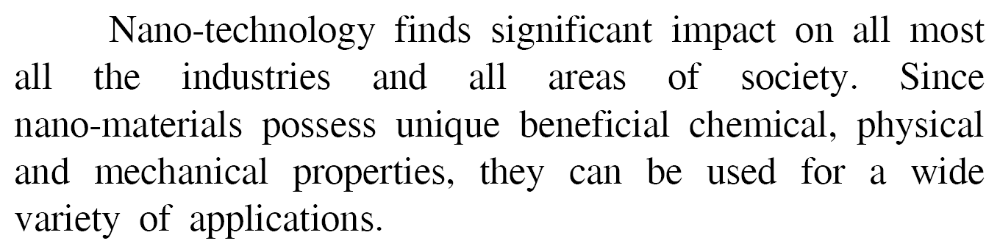 Nano-technology finds significant impact on all most
all the industries and all areas of society. Since
nano-materials possess unique beneficial chemical, physical
and mechanical properties, they can be used for a wide
variety of applications.